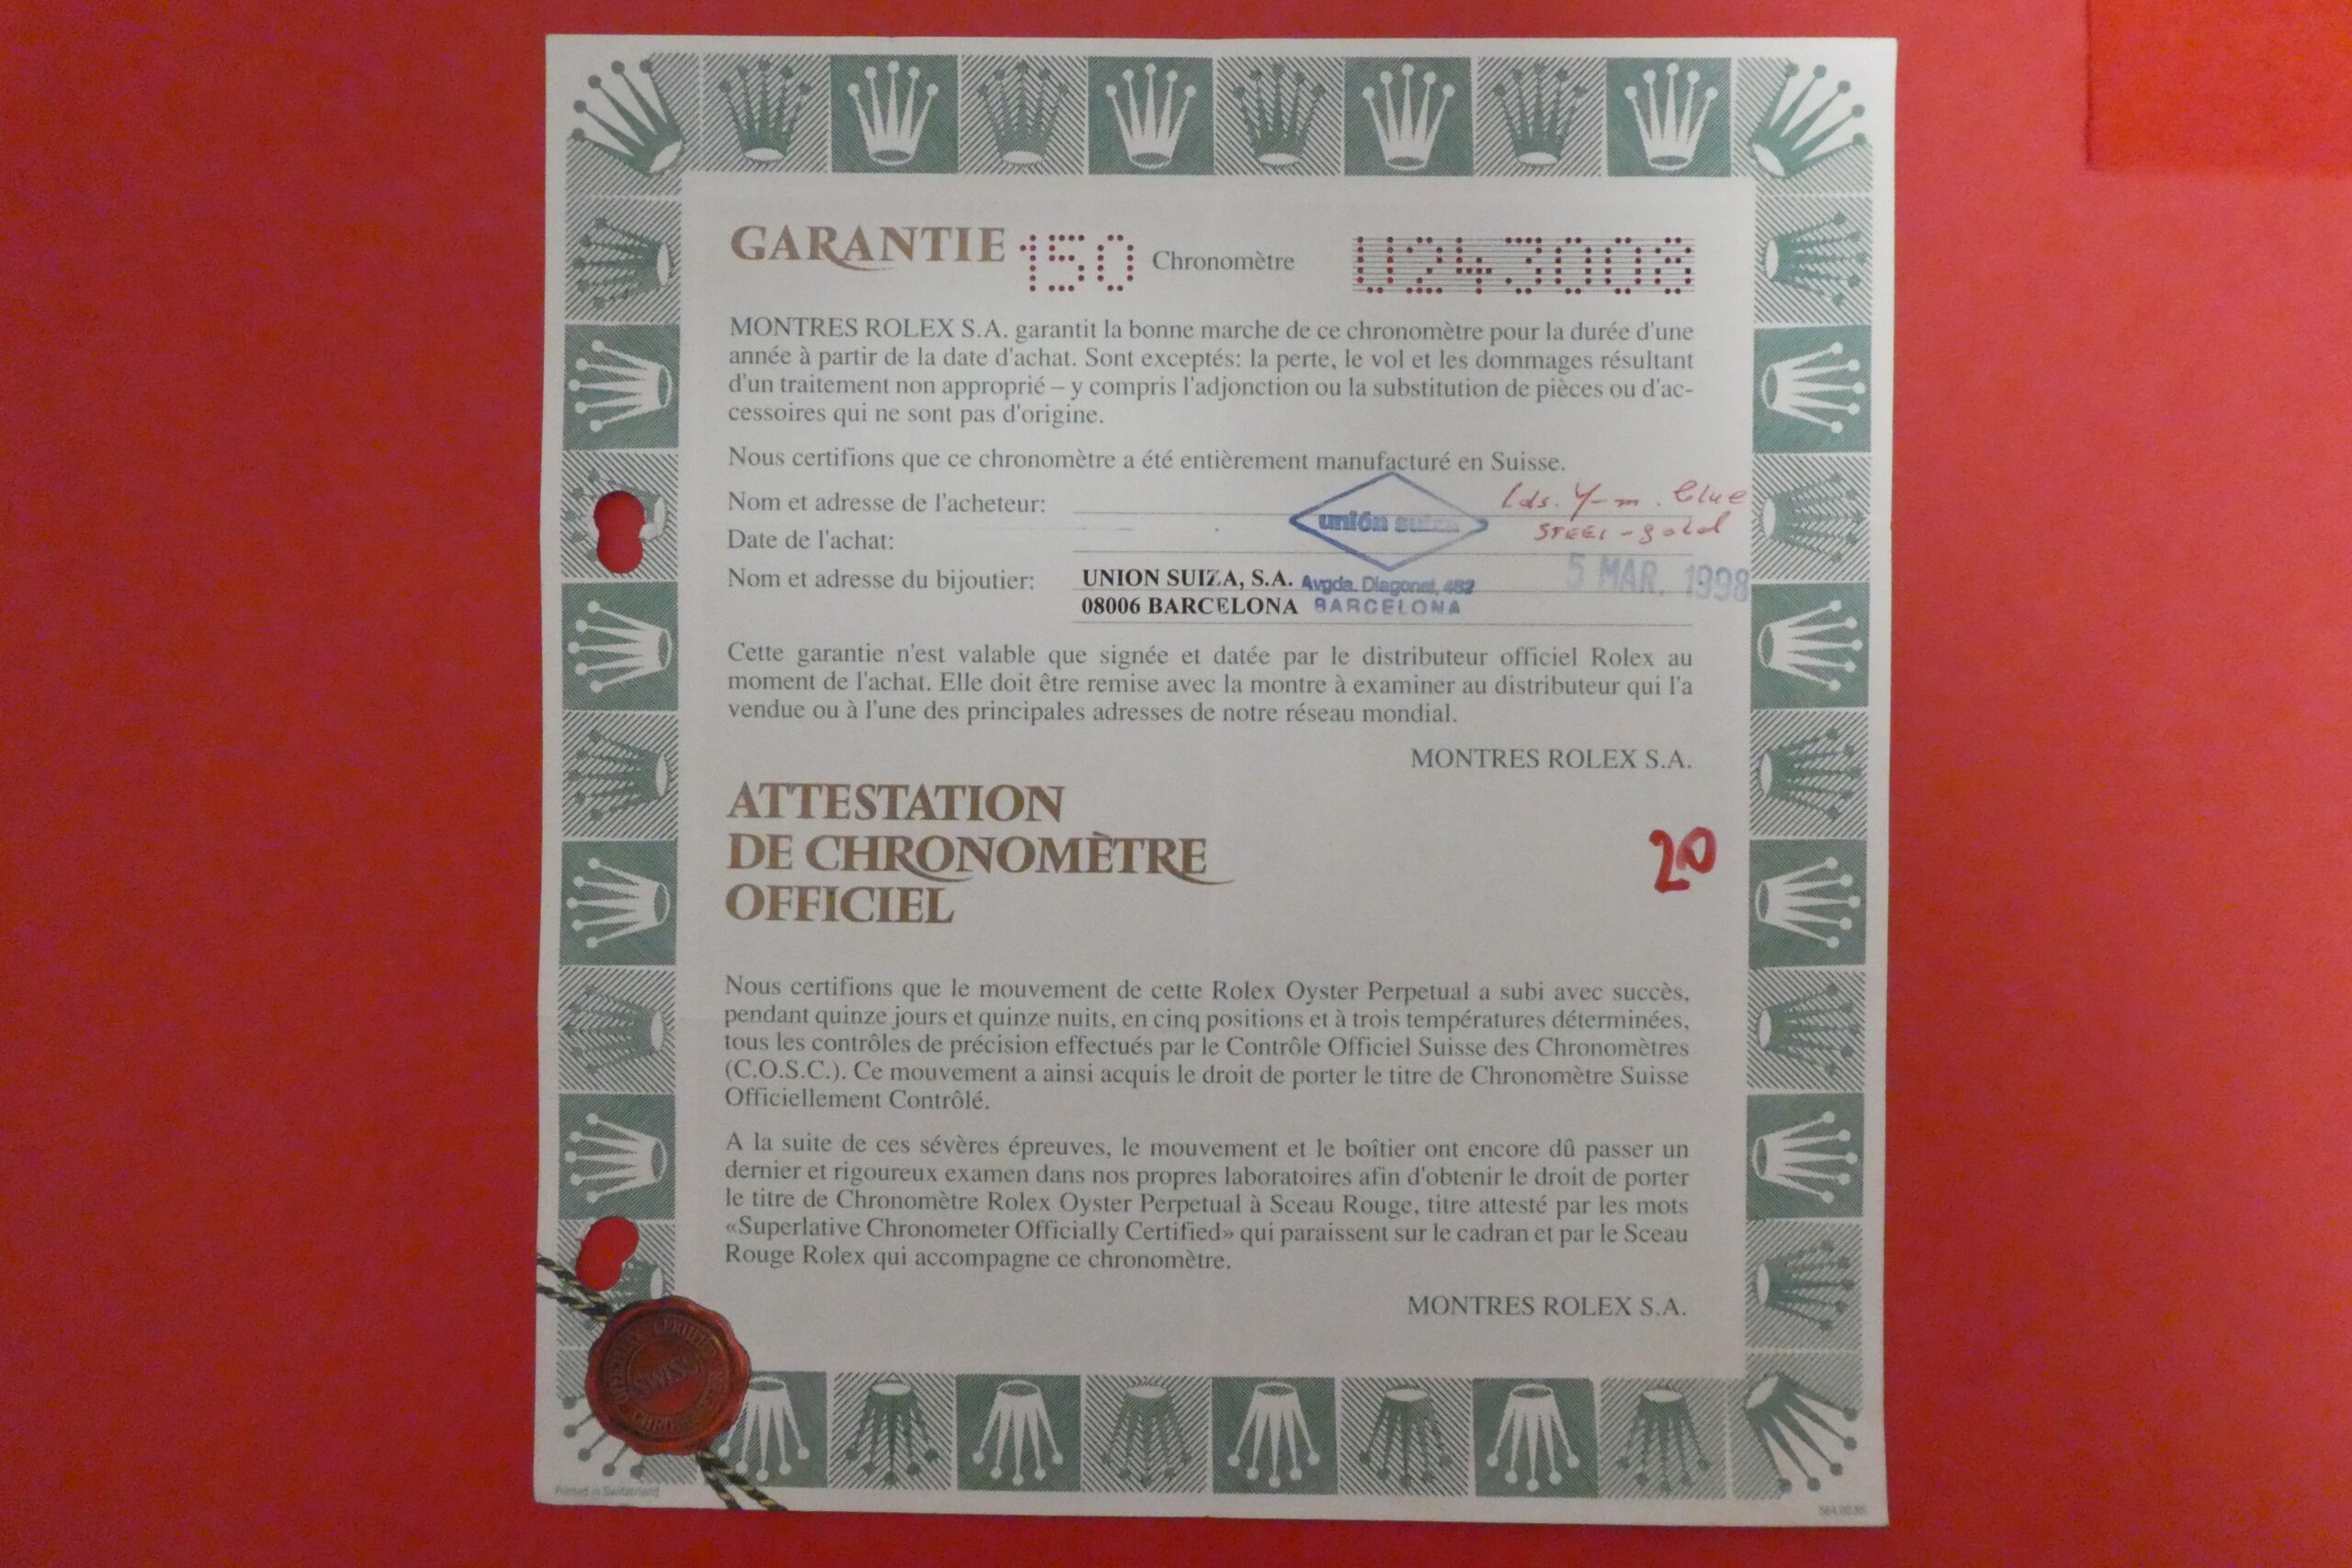 GARANTIE 150 Chronomètre U243008
MONTRES ROLEX S.A. garantit la bonne marche de ce chronomètre pour la durée d'une
année à partir de la date d'achat. Sont exceptés: la perte, le vol et les dommages résultant
d'un traitement non approprié – y compris l'adjonction ou la substitution de pièces ou d'ac-
cessoires qui ne sont pas d'origine.
Nous certifions que ce chronomètre a été entièrement manufacturé en Suisse.
Nom et adresse de l'acheteur:
unión suiza
Lds. Y-m. blue
STEEL-gold
Date de l'achat:
5 MAR. 1998
Nom et adresse du bijoutier: UNION SUIZA, S.A. Avgda. Diagonal, 482
08006 BARCELONA BARCELONA
Cette garantie n'est valable que signée et datée par le distributeur officiel Rolex au
moment de l'achat. Elle doit être remise avec la montre à examiner au distributeur qui l'a
vendue ou à l'une des principales adresses de notre réseau mondial.
MONTRES ROLEX S.A.
ATTESTATION
DE CHRONOMÈTRE
OFFICIEL
20
Nous certifions que le mouvement de cette Rolex Oyster Perpetual a subi avec succès,
pendant quinze jours et quinze nuits, en cinq positions et à trois températures déterminées,
tous les contrôles de précision effectués par le Contrôle Officiel Suisse des Chronomètres
(C.O.S.C.). Ce mouvement a ainsi acquis le droit de porter le titre de Chronomètre Suisse
Officiellement Contrôlé.
A la suite de ces sévères épreuves, le mouvement et le boîtier ont encore dû passer un
dernier et rigoureux examen dans nos propres laboratoires afin d'obtenir le droit de porter
le titre de Chronomètre Rolex Oyster Perpetual à Sceau Rouge, titre attesté par les mots
«Superlative Chronometer Officially Certified» qui paraissent sur le cadran et par le Sceau
Rouge Rolex qui accompagne ce chronomètre.
MONTRES ROLEX S.A.
SWISS
Printed in Switzerland